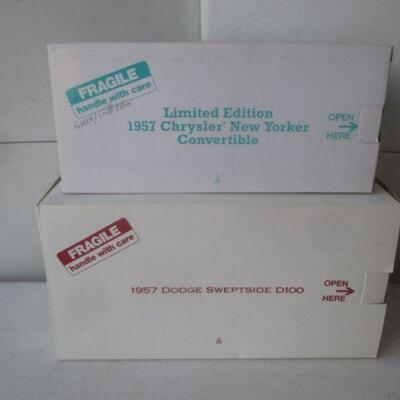 FRAGILE
handle with care
Limited Edition
1957 Chrysler New Yorker
Convertible
OPEN
HERE
FRAGILE
handle with care
1957 DODGE SWEPTSIDE D100
OPEN
HERE